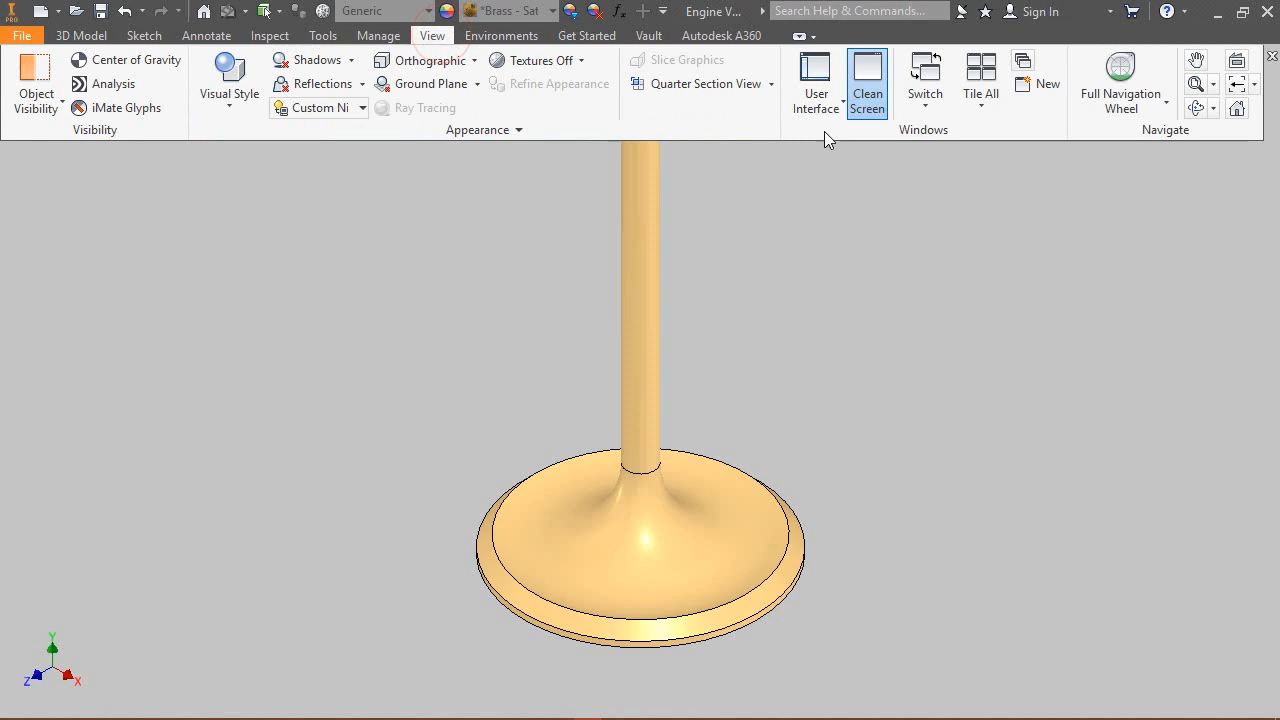 PRO Generic *Brass - Sat fx Engine V... Search Help & Commands... Sign In ?
File 3D Model Sketch Annotate Inspect Tools Manage View Environments Get Started Vault Autodesk A360
Object Visibility
Center of Gravity
Analysis
iMate Glyphs
Visibility
Visual Style
Shadows
Reflections
Custom Ni
Orthographic
Ground Plane
Ray Tracing
Textures Off
Refine Appearance
Slice Graphics
Quarter Section View
Appearance
User Interface
Clean Screen
Switch
Tile All
New
Windows
Full Navigation Wheel
Navigate
Y
Z
X